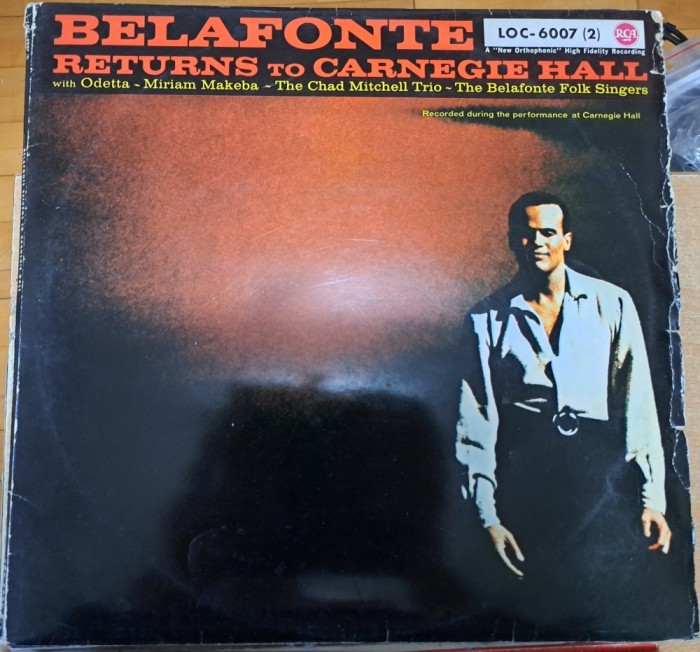 BELAFONTE
LOC-6007 (2)
RCA
A "New Orthophonic" High Fidelity Recording
RETURNS TO CARNEGIE HALL
with Odetta ~ Miriam Makeba ~ The Chad Mitchell Trio ~ The Belafonte Folk Singers
Recorded during the performance at Carnegie Hall